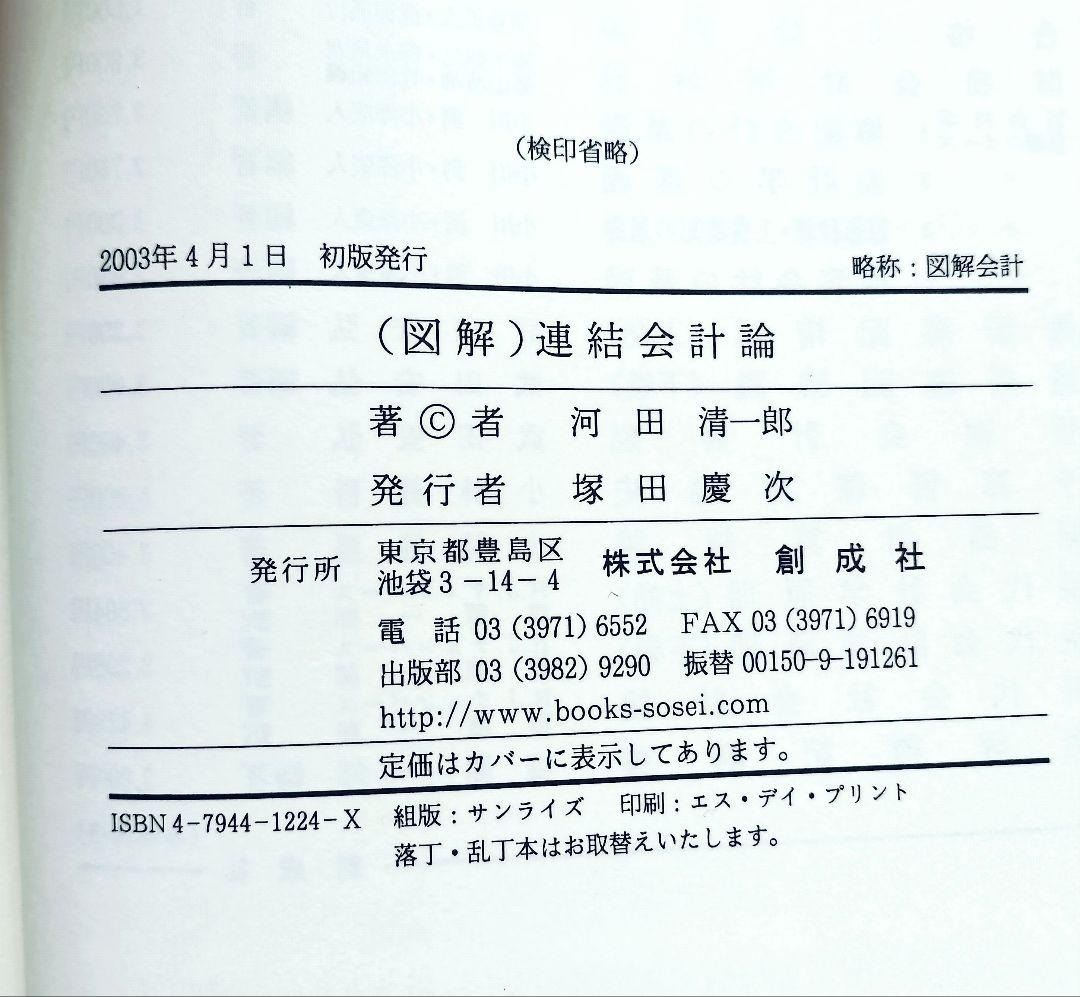 （検印省略）
2003年4月1日　初版発行
略称：図解会計
（図解）連結会計論
著Ⓒ者　河田　清一郎
発行者　塚田慶次
発行所　東京都豊島区　株式会社　創成社
池袋3－14－4
電　話 03 (3971) 6552　FAX 03 (3971) 6919
出版部 03 (3982) 9290　振替 00150-9-191261
http://www.books-sosei.com
定価はカバーに表示してあります。
ISBN 4-7944-1224-X　組版：サンライズ　印刷：エス・デイ・プリント
落丁・乱丁本はお取替えいたします。